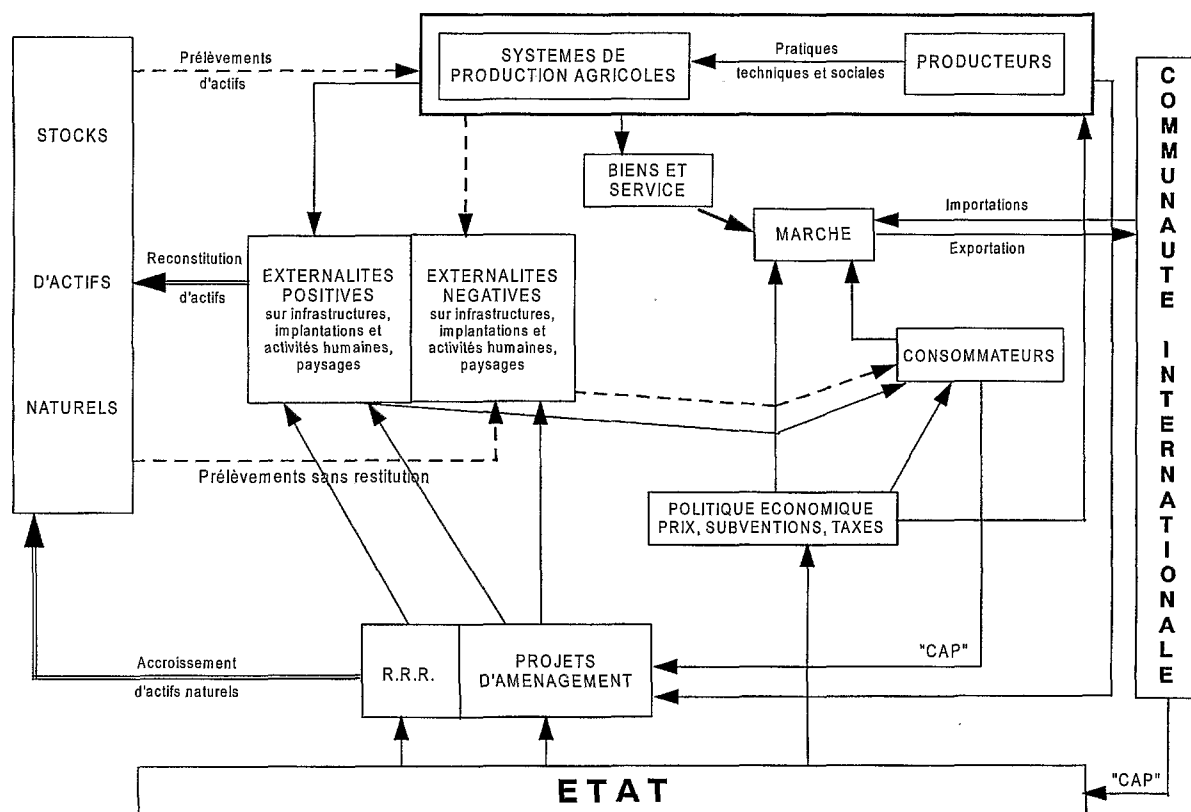 STOCKS
D'ACTIFS
NATURELS
Prélèvements
d'actifs
SYSTEMES DE
PRODUCTION AGRICOLES
Pratiques
techniques et sociales
PRODUCTEURS
BIENS ET
SERVICE
MARCHE
Importations
Exportation
COMMUNAUTE INTERNATIONALE
Reconstitution
d'actifs
EXTERNALITES
POSITIVES
sur infrastructures,
implantations et
activités humaines,
paysages
EXTERNALITES
NEGATIVES
sur infrastructures,
implantations et
activités humaines,
paysages
CONSOMMATEURS
Prélèvements sans restitution
POLITIQUE ECONOMIQUE
PRIX, SUBVENTIONS, TAXES
Accroissement
d'actifs naturels
R.R.R.
PROJETS
D'AMENAGEMENT
"CAP"
ETAT
"CAP"